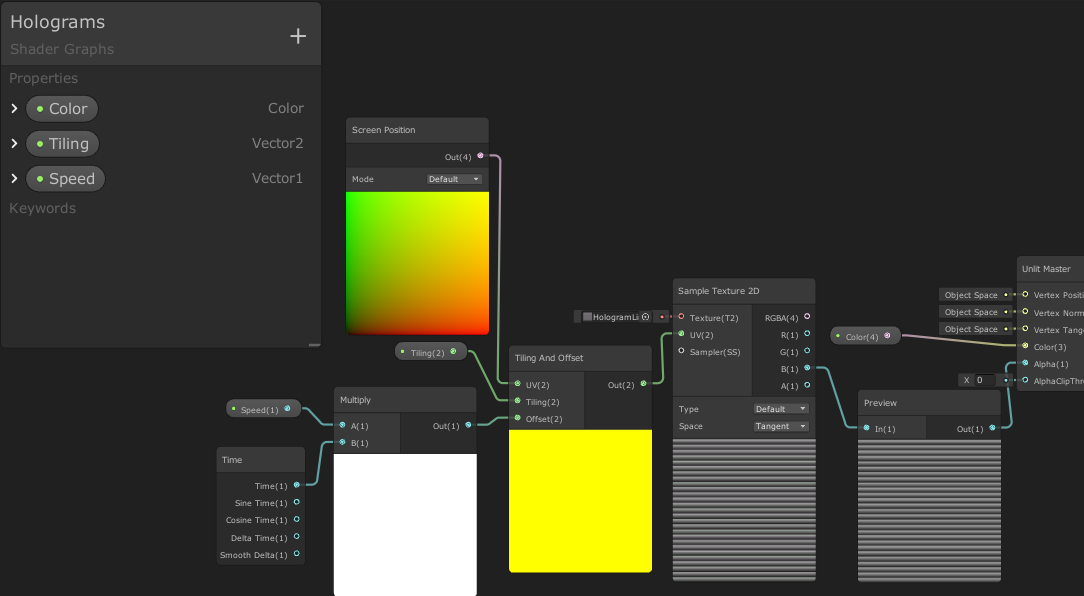 Holograms
Shader Graphs
Properties
Color Color
Tiling Vector2
Speed Vector1
Keywords
Screen Position
Out(4)
Mode Default
Tiling(2)
Speed(1)
Time
Time(1)
Sine Time(1)
Cosine Time(1)
Delta Time(1)
Smooth Delta(1)
Multiply
A(1) Out(1)
B(1)
Tiling And Offset
UV(2) Out(2)
Tiling(2)
Offset(2)
Sample Texture 2D
HologramLi
Texture(T2) RGBA(4)
UV(2) R(1)
Sampler(SS) G(1)
B(1)
A(1)
Type Default
Space Tangent
Color(4)
Preview
In(1) Out(1)
Unlit Master
Object Space Vertex Positi
Object Space Vertex Norm
Object Space Vertex Tang
Color(3)
Alpha(1)
X 0 AlphaClipThr